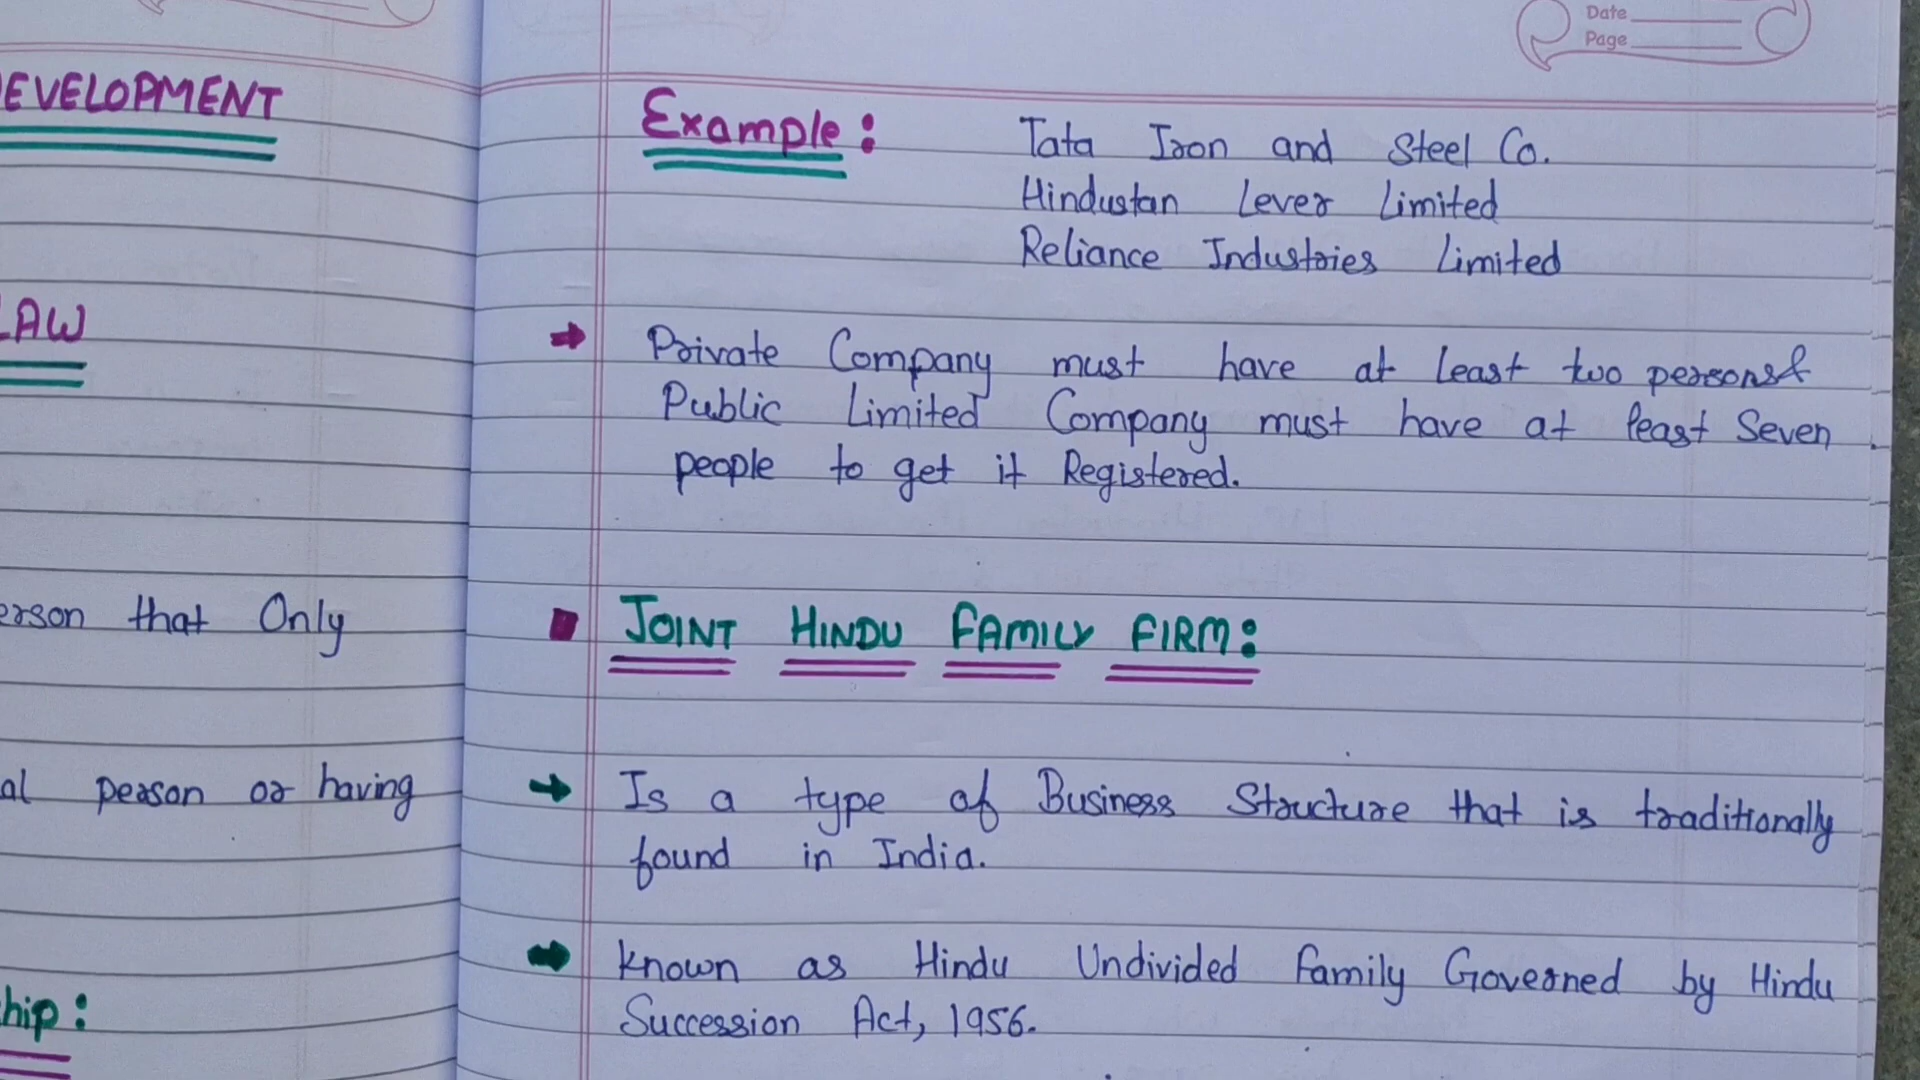 EVELOPMENT
LAW
erson that Only
al person or having
hip:
Date
Page
Example: Tata Iron and Steel Co.
Hindustan Lever Limited
Reliance Industries Limited
Private Company must have at least two persons &
Public Limited Company must have at least Seven
people to get it Registered.
JOINT HINDU FAMILY FIRM:
Is a type of Business Structure that is traditionally
found in India.
Known as Hindu Undivided Family Governed by Hindu
Succession Act, 1956.